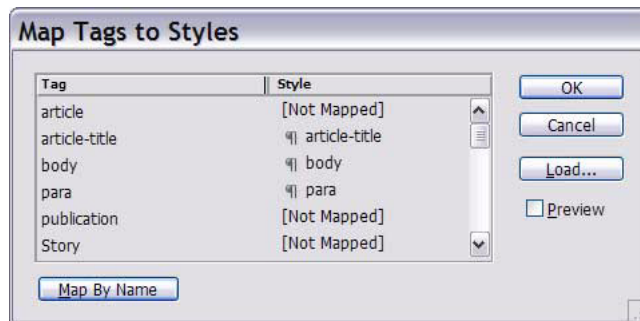 Map Tags to Styles
Tag Style
article [Not Mapped]
article-title ¶ article-title
body ¶ body
para ¶ para
publication [Not Mapped]
Story [Not Mapped]
OK
Cancel
Load...
Preview
Map By Name